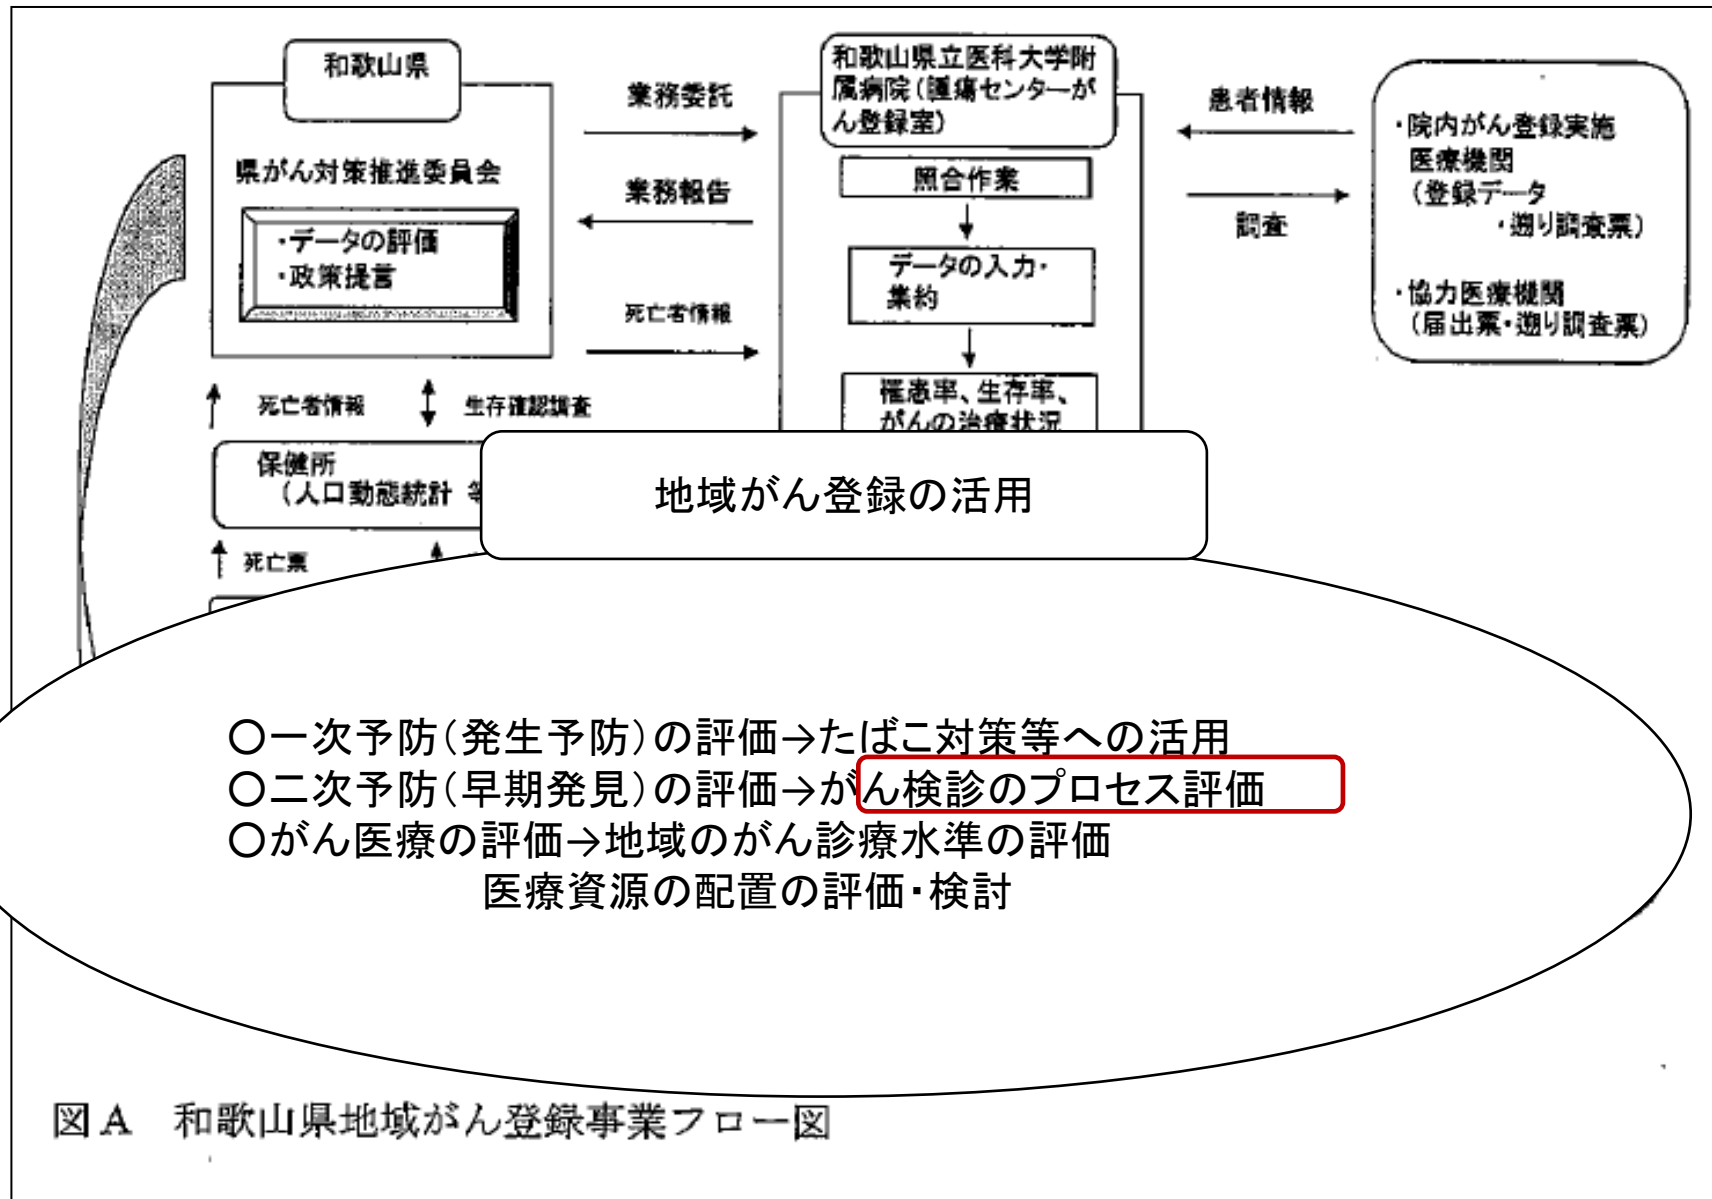 和歌山県
県がん対策推進委員会
・データの評価
・政策提言
業務委託
業務報告
死亡者情報
和歌山県立医科大学附
属病院(腫瘍センターが
ん登録室)
照合作業
データの入力・
集約
罹患率、生存率、
がんの治療状況
患者情報
調査
・院内がん登録実施
医療機関
(登録データ
・遡り調査票)
・協力医療機関
(届出票・遡り調査票)
死亡者情報
生存確認調査
保健所
(人口動態統計
死亡票
地域がん登録の活用
○一次予防(発生予防)の評価→たばこ対策等への活用
○二次予防(早期発見)の評価→がん検診のプロセス評価
○がん医療の評価→地域のがん診療水準の評価
医療資源の配置の評価・検討
図A 和歌山県地域がん登録事業フロー図